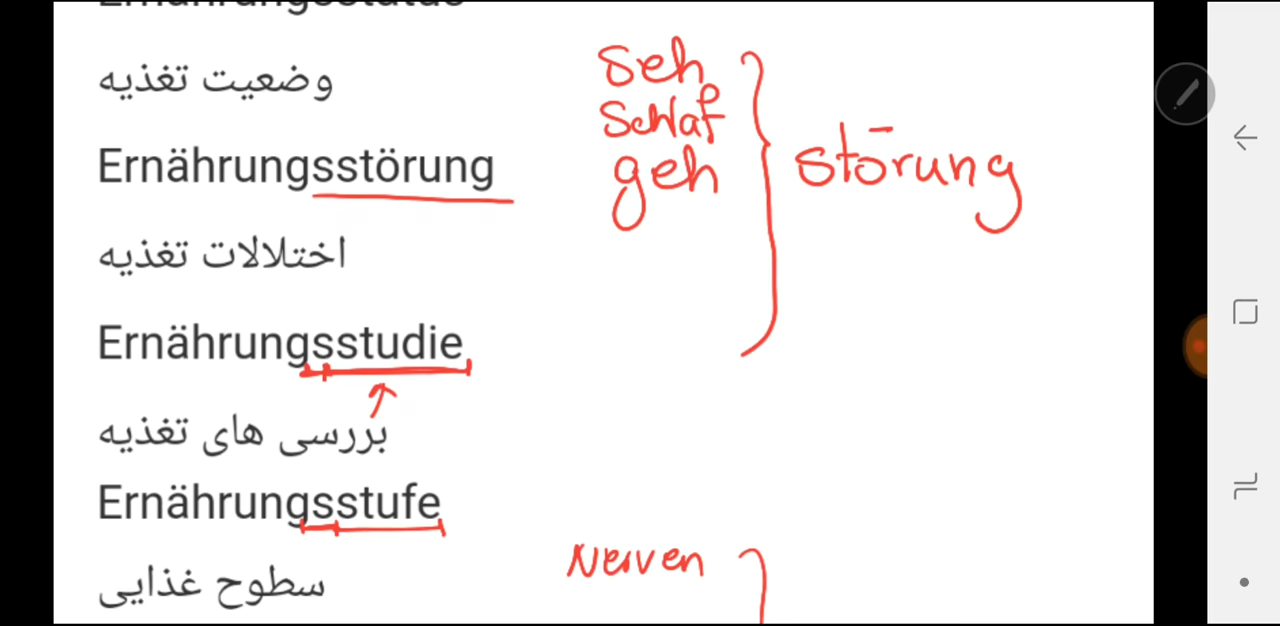 وضعیت تغذیه
Ernährungsstörung
اختلالات تغذیه
Ernährungsstudie
بررسی های تغذیه
Ernährungsstufe
سطوح غذایی
Seh
Schlaf
geh
störung
Nerven